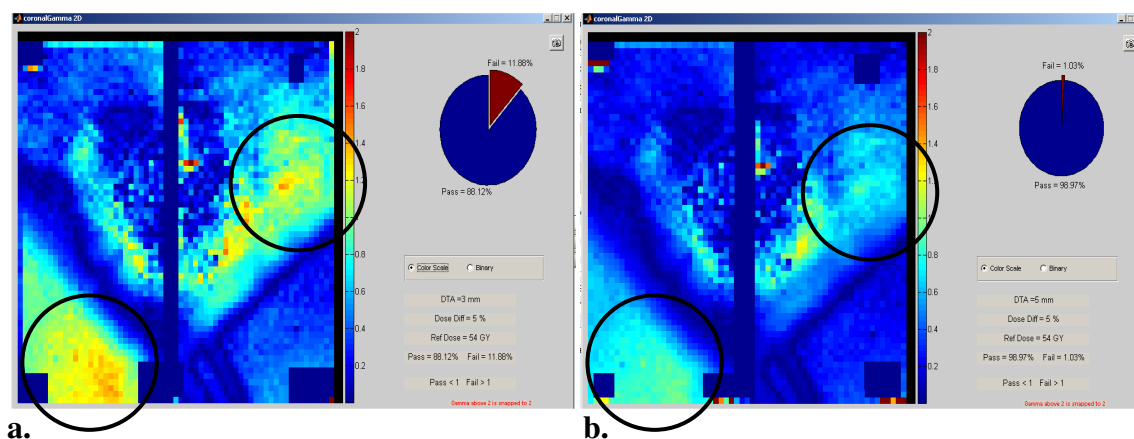 coronalGamma 2D
2
1.8
1.6
1.4
1.2
1
0.8
0.6
0.4
0.2
Fail = 11.88%
Pass = 88.12%
Color Scale Binary
DTA =3 mm
Dose Diff = 5 %
Ref Dose = 54 GY
Pass = 88.12% Fail = 11.88%
Pass < 1 Fail > 1
Gamma above 2 is snapped to 2
a.
coronalGamma 2D
2
1.8
1.6
1.4
1.2
1
0.8
0.6
0.4
0.2
Fail = 1.03%
Pass = 98.97%
Color Scale Binary
DTA =5 mm
Dose Diff = 5 %
Ref Dose = 54 GY
Pass = 98.97% Fail = 1.03%
Pass < 1 Fail > 1
Gamma above 2 is snapped to 2
b.